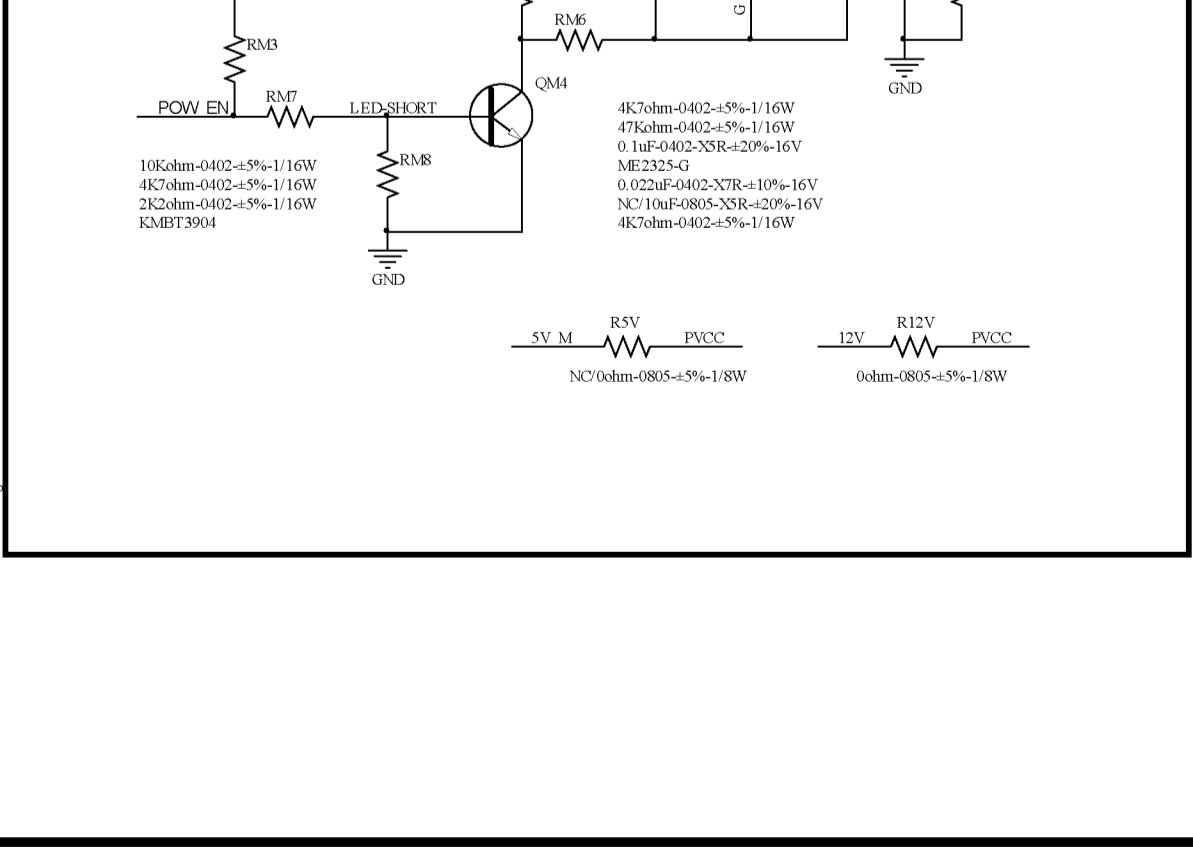 G
RM6
RM3
GND
QM4
POW EN
RM7
LED-SHORT
RM8
10Kohm-0402-±5%-1/16W
4K7ohm-0402-±5%-1/16W
2K2ohm-0402-±5%-1/16W
KMBT3904
4K7ohm-0402-±5%-1/16W
47Kohm-0402-±5%-1/16W
0.1uF-0402-X5R-±20%-16V
ME2325-G
0.022uF-0402-X7R-±10%-16V
NC/10uF-0805-X5R-±20%-16V
4K7ohm-0402-±5%-1/16W
GND
5V M
R5V
PVCC
NC/0ohm-0805-±5%-1/8W
12V
R12V
PVCC
0ohm-0805-±5%-1/8W